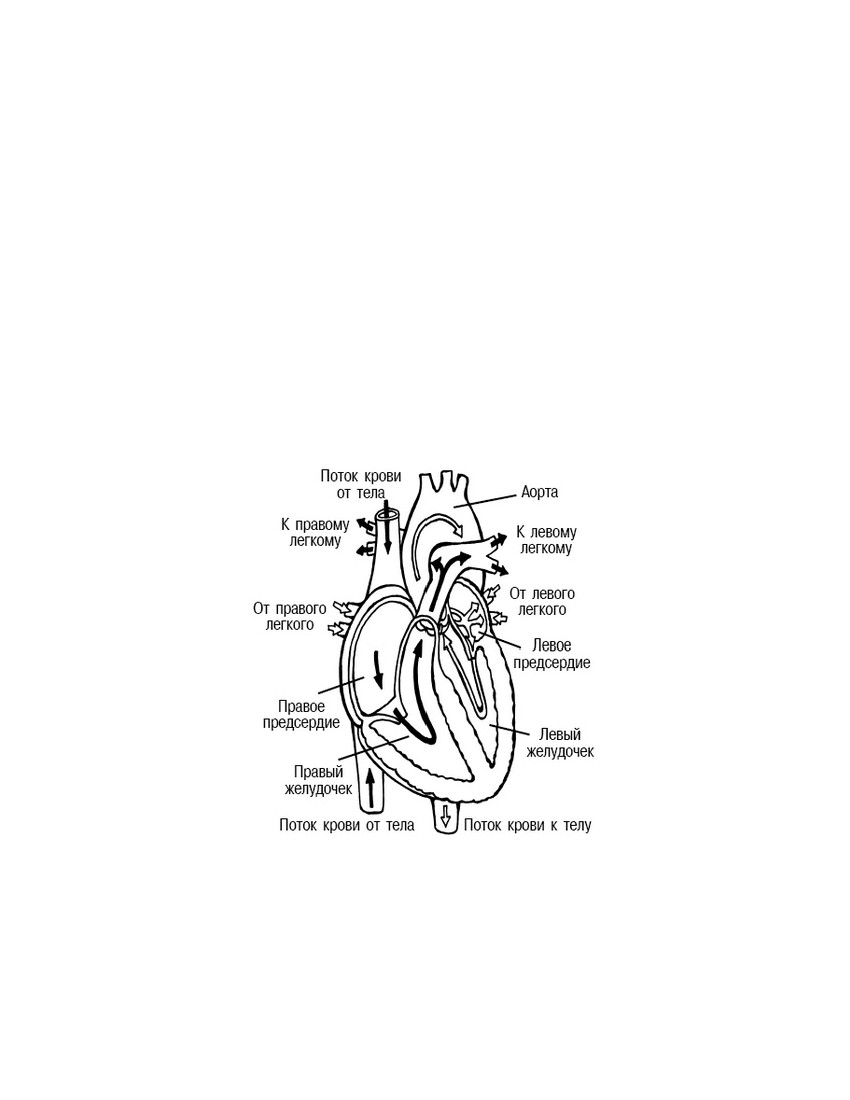 Поток крови
от тела
Аорта
К правому
легкому
К левому
легкому
От правого
легкого
От левого
легкого
Левое
предсердие
Правое
предсердие
Левый
желудочек
Правый
желудочек
Поток крови от тела
Поток крови к телу